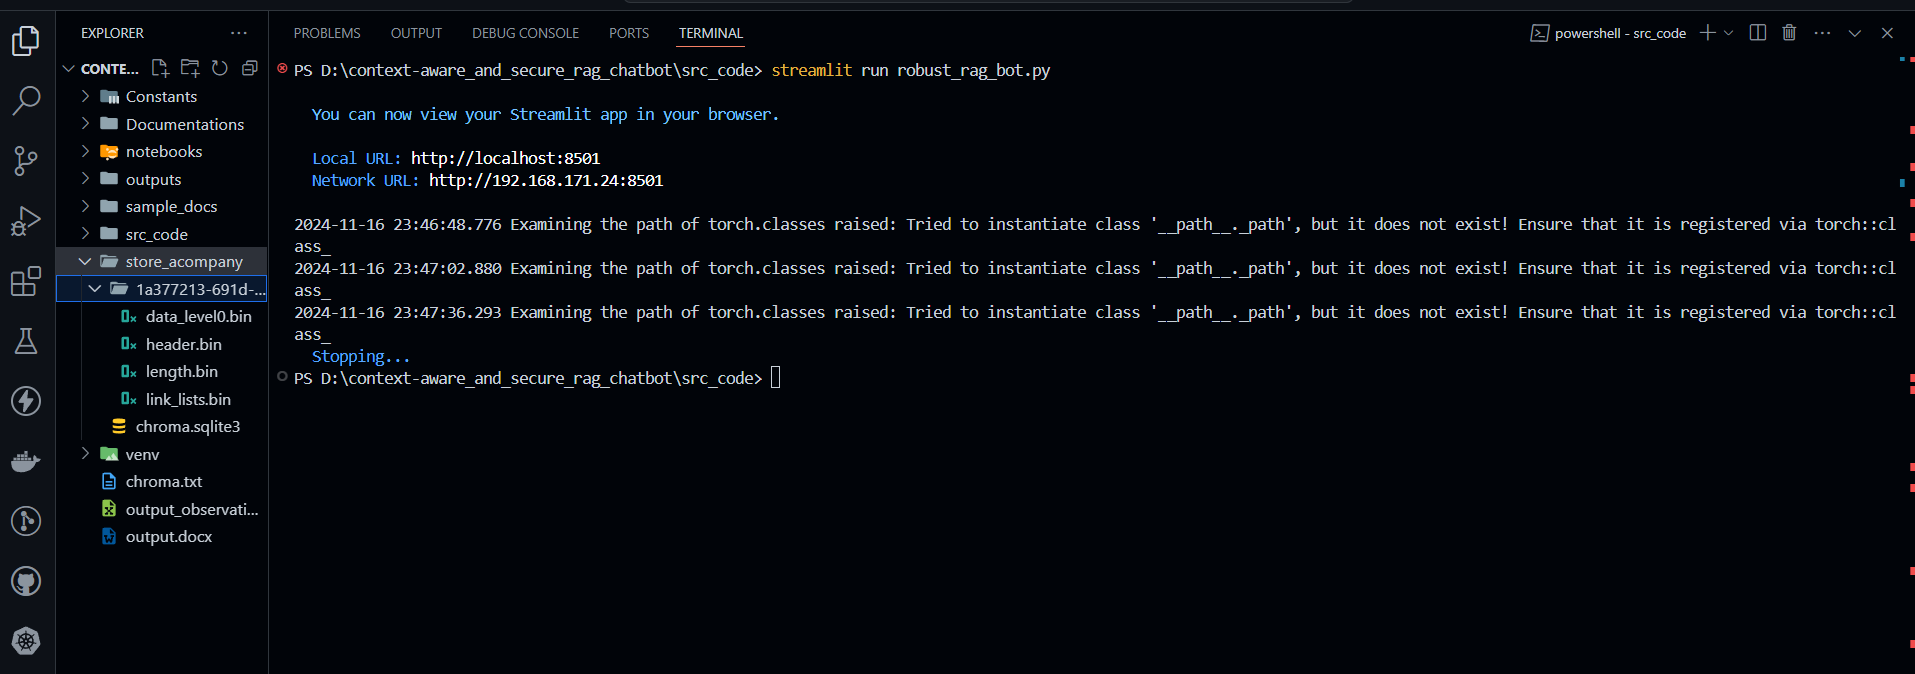 EXPLORER
CONTE...
Constants
Documentations
notebooks
outputs
sample_docs
src_code
store_acompany
1a377213-691d-...
data_level0.bin
header.bin
length.bin
link_lists.bin
chroma.sqlite3
venv
chroma.txt
output_observati...
output.docx
PROBLEMS OUTPUT DEBUG CONSOLE PORTS TERMINAL
powershell - src_code
PS D:\context-aware_and_secure_rag_chatbot\src_code> streamlit run robust_rag_bot.py
You can now view your Streamlit app in your browser.
Local URL: http://localhost:8501
Network URL: http://192.168.171.24:8501
2024-11-16 23:46:48.776 Examining the path of torch.classes raised: Tried to instantiate class '__path__._path', but it does not exist! Ensure that it is registered via torch::cl
ass_
2024-11-16 23:47:02.880 Examining the path of torch.classes raised: Tried to instantiate class '__path__._path', but it does not exist! Ensure that it is registered via torch::cl
ass_
2024-11-16 23:47:36.293 Examining the path of torch.classes raised: Tried to instantiate class '__path__._path', but it does not exist! Ensure that it is registered via torch::cl
ass_
Stopping...
PS D:\context-aware_and_secure_rag_chatbot\src_code>